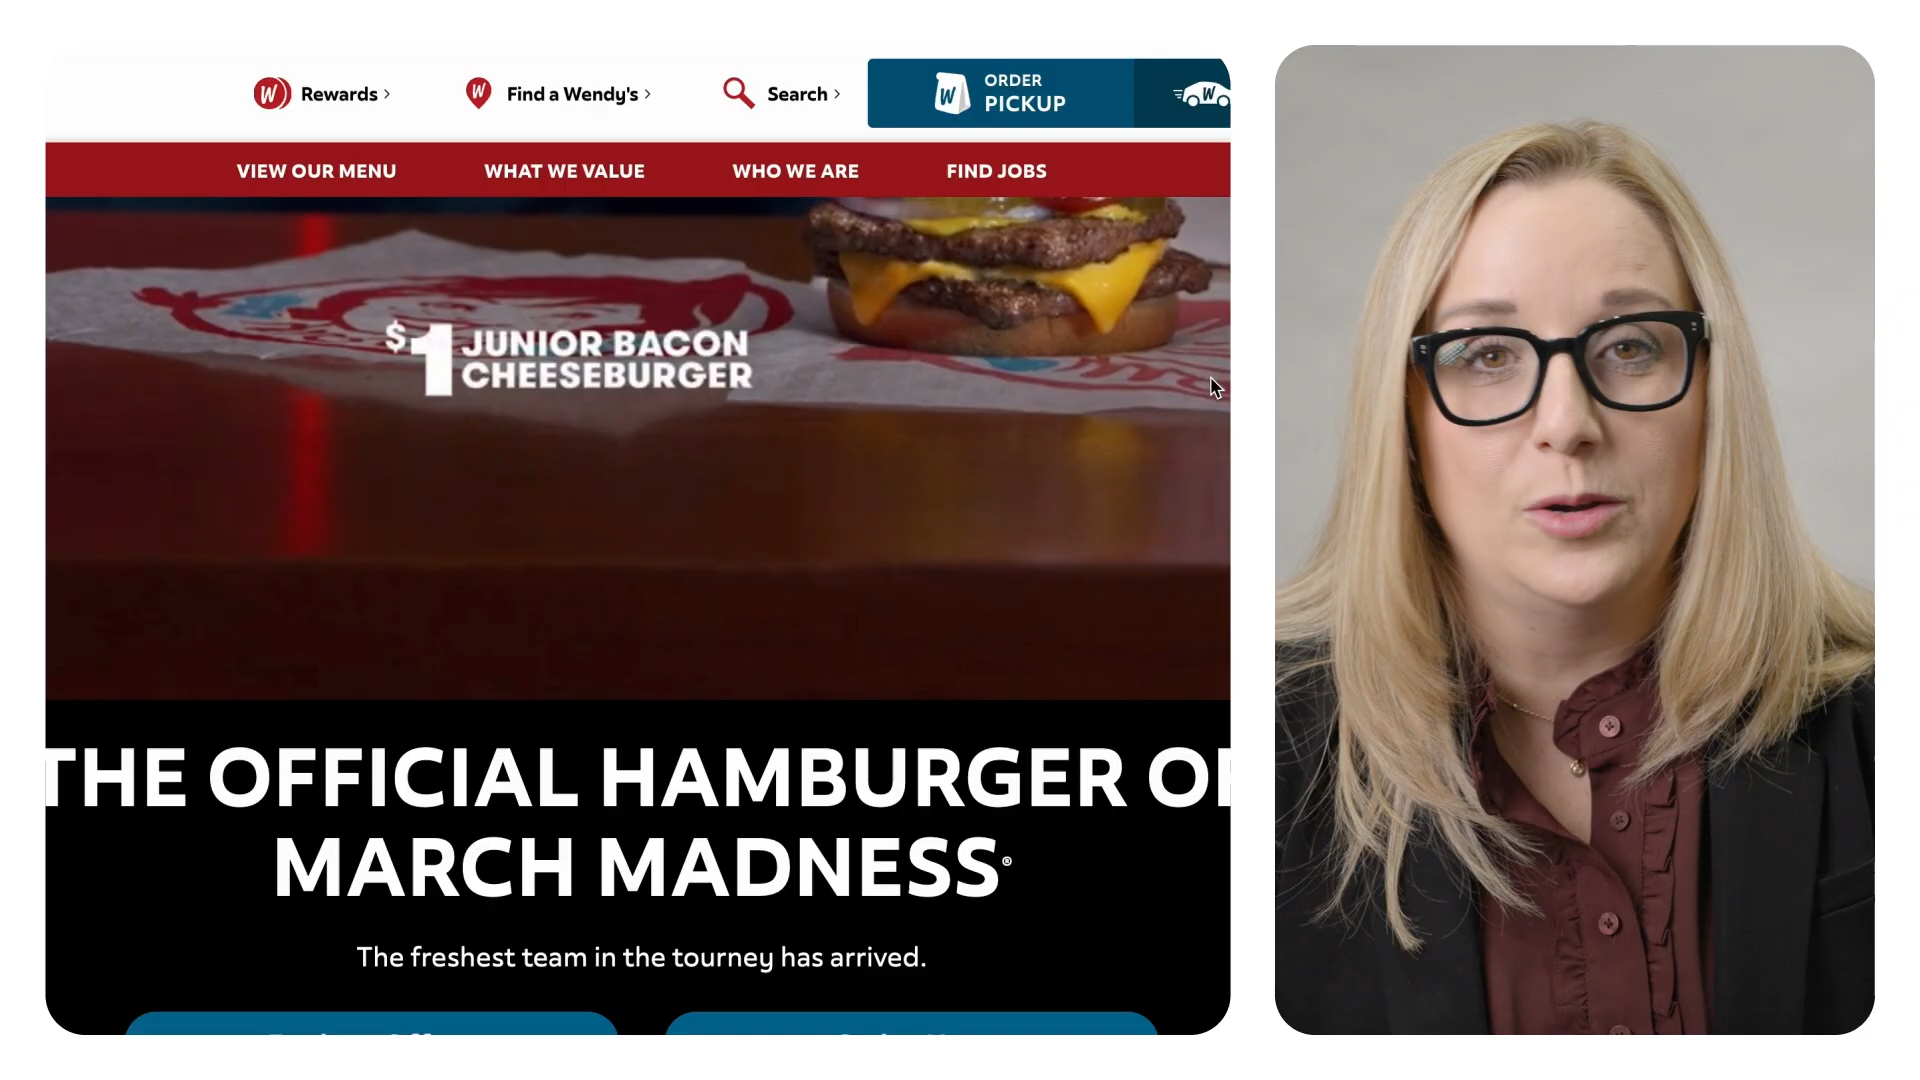 Rewards
Find a Wendy's
Search
ORDER
PICKUP
VIEW OUR MENU
WHAT WE VALUE
WHO WE ARE
FIND JOBS
$1 JUNIOR BACON
CHEESEBURGER
THE OFFICIAL HAMBURGER OF
MARCH MADNESS®
The freshest team in the tourney has arrived.